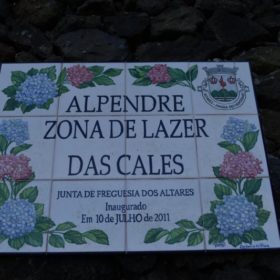 ALPENDRE
ZONA DE LAZER
DAS CALES
JUNTA DE FREGUESIA DOS ALTARES
Inaugurado
Em 10 de JULHO de 2011